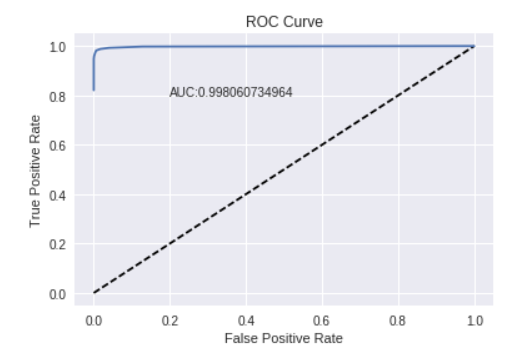 ROC Curve
1.0
0.8
0.6
0.4
0.2
0.0
True Positive Rate
AUC:0.998060734964
0.0 0.2 0.4 0.6 0.8 1.0
False Positive Rate